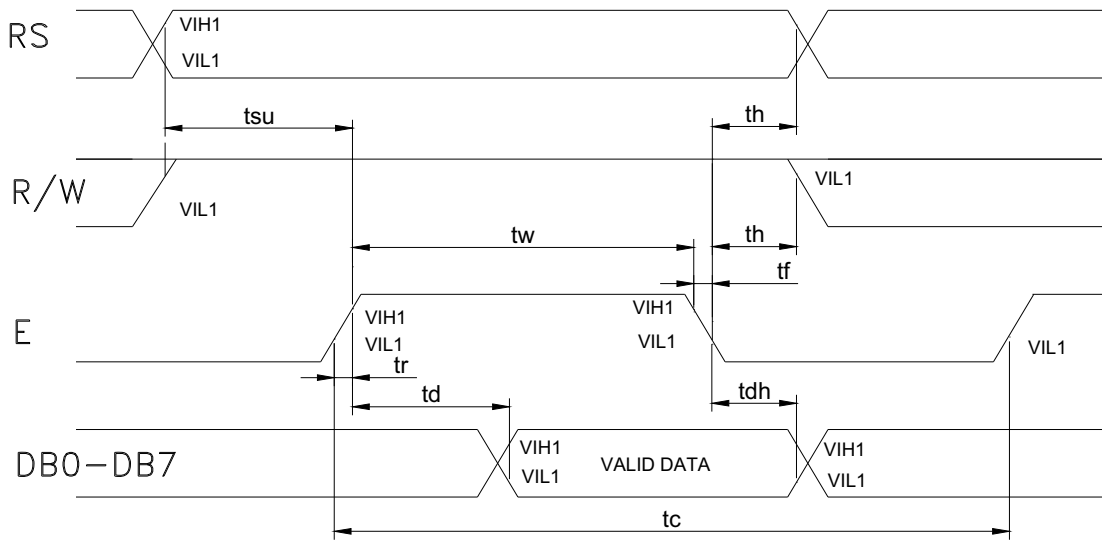 RS
VIH1
VIL1
tsu
th
R/W
VIL1
VIL1
tw
th
tf
E
VIH1
VIL1
VIH1
VIL1
VIL1
tr
td
tdh
DB0-DB7
VIH1
VIL1
VALID DATA
VIH1
VIL1
tc